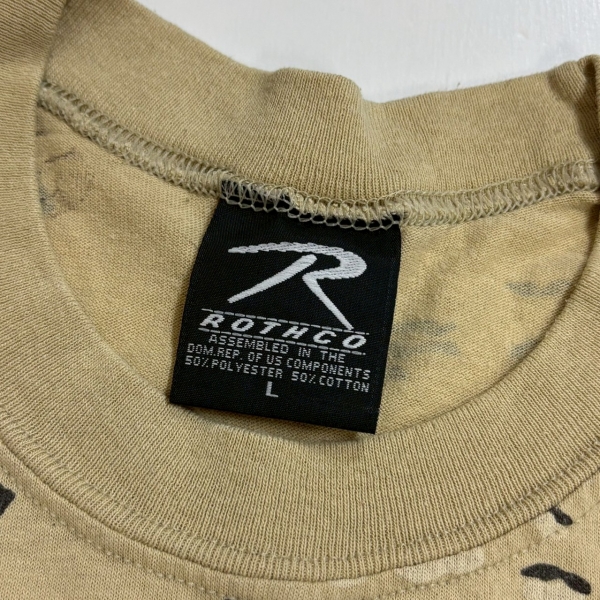 R
ROTHCO
ASSEMBLED IN THE
DOM.REP. OF US COMPONENTS
50% POLYESTER 50% COTTON
L